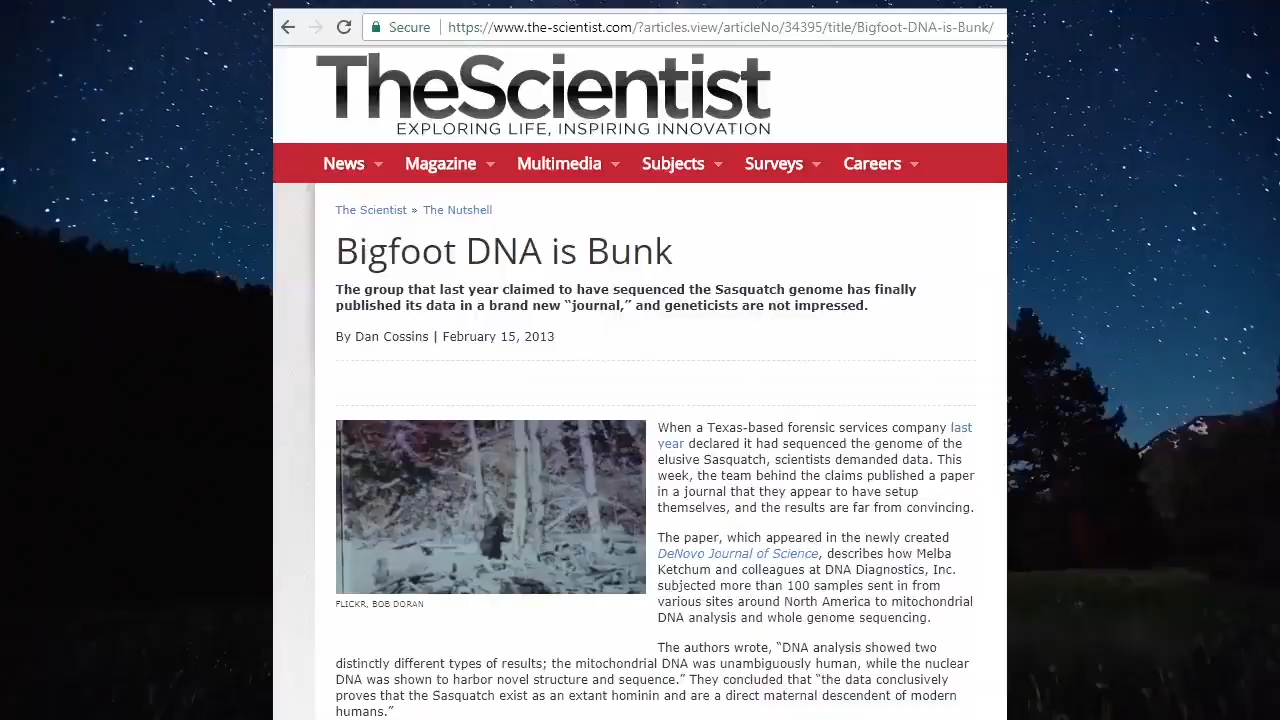 Secure https://www.the-scientist.com/?articles.view/articleNo/34395/title/Bigfoot-DNA-is-Bunk/
TheScientist
EXPLORING LIFE, INSPIRING INNOVATION
News Magazine Multimedia Subjects Surveys Careers
The Scientist » The Nutshell
Bigfoot DNA is Bunk
The group that last year claimed to have sequenced the Sasquatch genome has finally
published its data in a brand new “journal,” and geneticists are not impressed.
By Dan Cossins | February 15, 2013
When a Texas-based forensic services company last
year declared it had sequenced the genome of the
elusive Sasquatch, scientists demanded data. This
week, the team behind the claims published a paper
in a journal that they appear to have setup
themselves, and the results are far from convincing.
FLICKR, BOB DORAN
The paper, which appeared in the newly created
DeNovo Journal of Science, describes how Melba
Ketchum and colleagues at DNA Diagnostics, Inc.
subjected more than 100 samples sent in from
various sites around North America to mitochondrial
DNA analysis and whole genome sequencing.
The authors wrote, “DNA analysis showed two
distinctly different types of results; the mitochondrial DNA was unambiguously human, while the nuclear
DNA was shown to harbor novel structure and sequence.” They concluded that “the data conclusively
proves that the Sasquatch exist as an extant hominin and are a direct maternal descendent of modern
humans.”